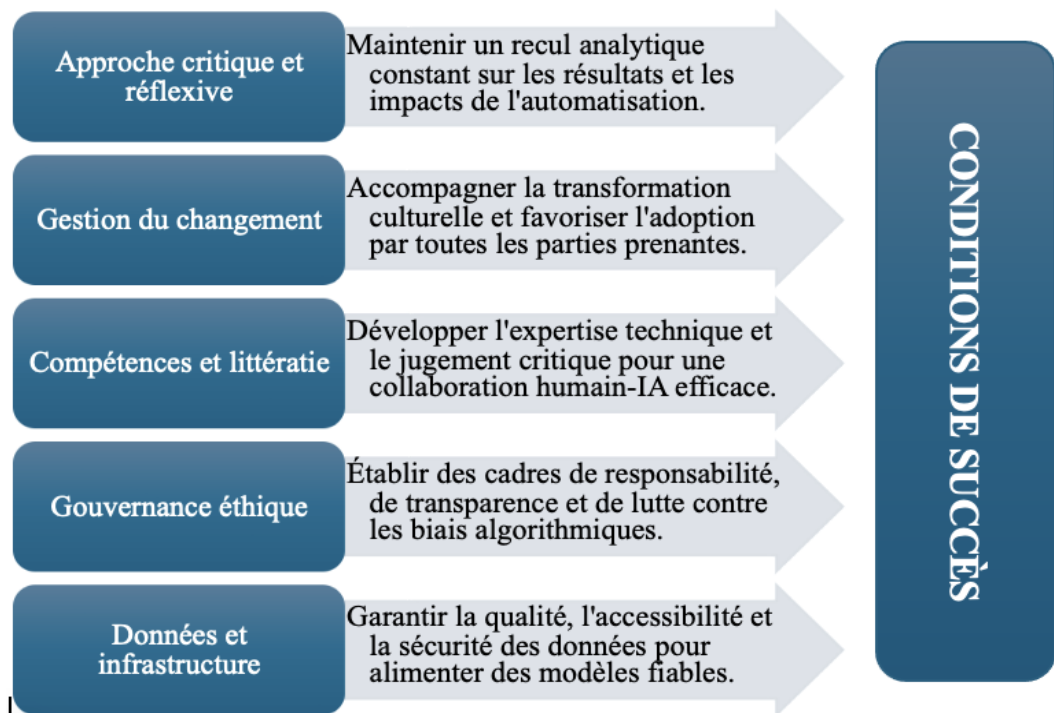 Approche critique et
réflexive
Maintenir un recul analytique
constant sur les résultats et les
impacts de l'automatisation.
Gestion du changement
Accompagner la transformation
culturelle et favoriser l'adoption
par toutes les parties prenantes.
Compétences et littératie
Développer l'expertise technique et
le jugement critique pour une
collaboration humain-IA efficace.
Gouvernance éthique
Établir des cadres de responsabilité,
de transparence et de lutte contre
les biais algorithmiques.
Données et
infrastructure
Garantir la qualité, l'accessibilité et
la sécurité des données pour
alimenter des modèles fiables.
CONDITIONS DE SUCCÈS